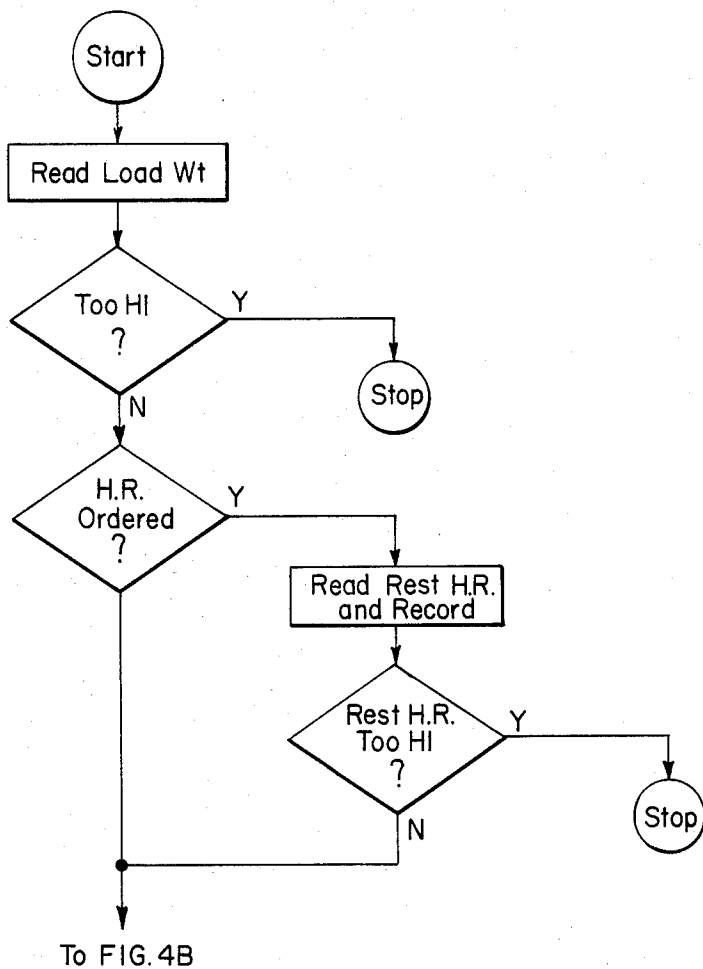 Start
Read Load Wt
Too HI
?
Y
Stop
N
H.R.
Ordered
?
Y
Read Rest H.R.
and Record
Rest H.R.
Too HI
?
Y
Stop
N
To FIG. 4B